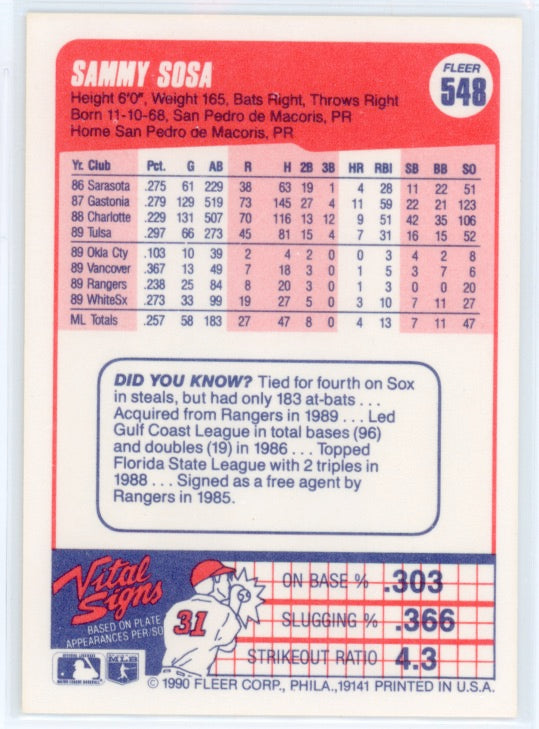 SAMMY SOSA
FLEER
548
Height 6'0", Weight 165, Bats Right, Throws Right
Born 11-10-68, San Pedro de Macoris, PR
Home San Pedro de Macoris, PR
Yr. Club Pct. G AB R H 2B 3B HR RBI SB BB SO
86 Sarasota .275 61 229 38 63 19 1 4 28 11 22 51
87 Gastonia .279 129 519 73 145 27 4 11 59 22 21 123
88 Charlotte .229 131 507 70 116 13 12 9 51 42 35 106
89 Tulsa .297 66 273 45 81 15 4 7 31 16 15 52
89 Okla Cty .103 10 39 2 4 2 0 0 3 4 2 8
89 Vancover .367 13 49 7 18 3 0 1 5 3 7 6
89 Rangers .238 25 84 8 20 3 0 1 3 0 0 20
89 WhiteSx .273 33 99 19 27 5 0 3 10 7 11 27
ML Totals .257 58 183 27 47 8 0 4 13 7 11 47
DID YOU KNOW? Tied for fourth on Sox
in steals, but had only 183 at-bats . . .
Acquired from Rangers in 1989 . . . Led
Gulf Coast League in total bases (96)
and doubles (19) in 1986 . . . Topped
Florida State League with 2 triples in
1988 . . . Signed as a free agent by
Rangers in 1985.
Vital
Signs
BASED ON PLATE
APPEARANCES PER/SO
31
ON BASE % .303
SLUGGING % .366
STRIKEOUT RATIO 4.3
© 1990 FLEER CORP., PHILA., 19141 PRINTED IN U.S.A.